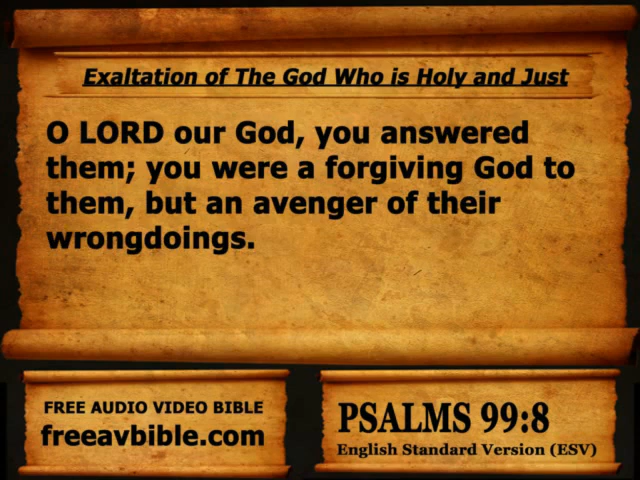 Exaltation of The God Who is Holy and Just
O LORD our God, you answered
them; you were a forgiving God to
them, but an avenger of their
wrongdoings.
FREE AUDIO VIDEO BIBLE
freeavbible.com
PSALMS 99:8
English Standard Version (ESV)